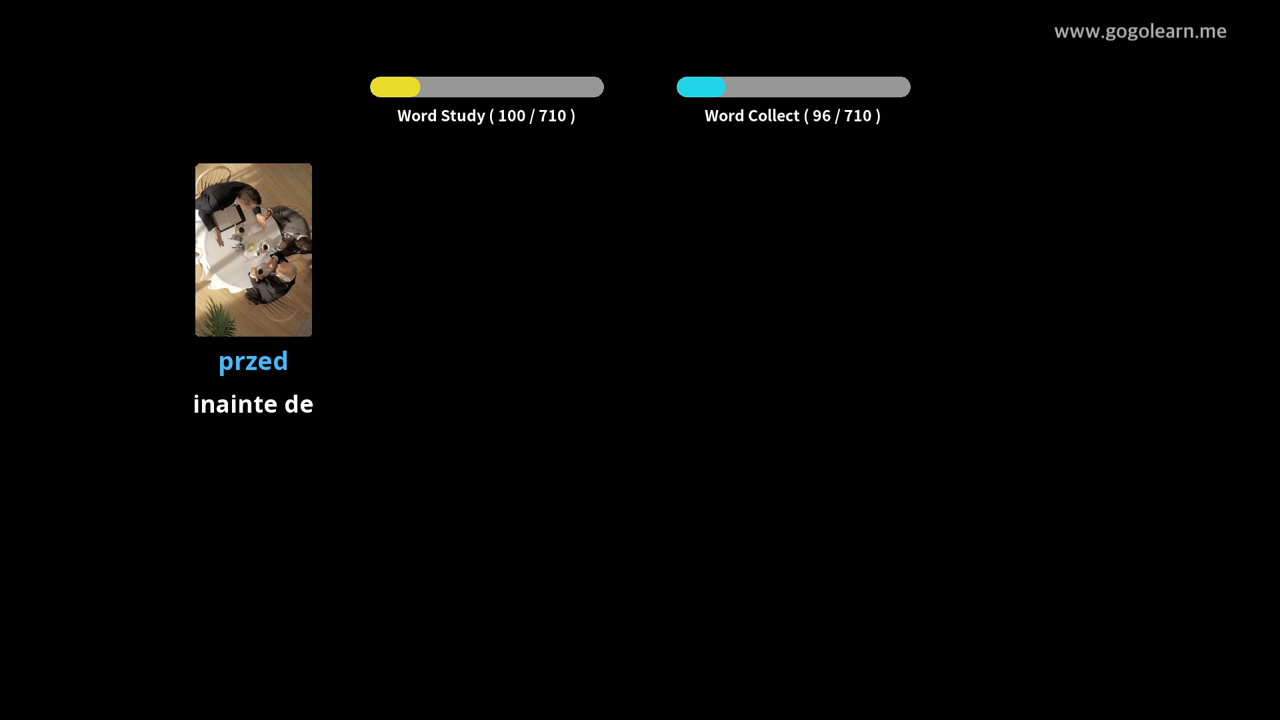 www.gogolearn.me
Word Study ( 100 / 710 )
Word Collect ( 96 / 710 )
przed
inainte de